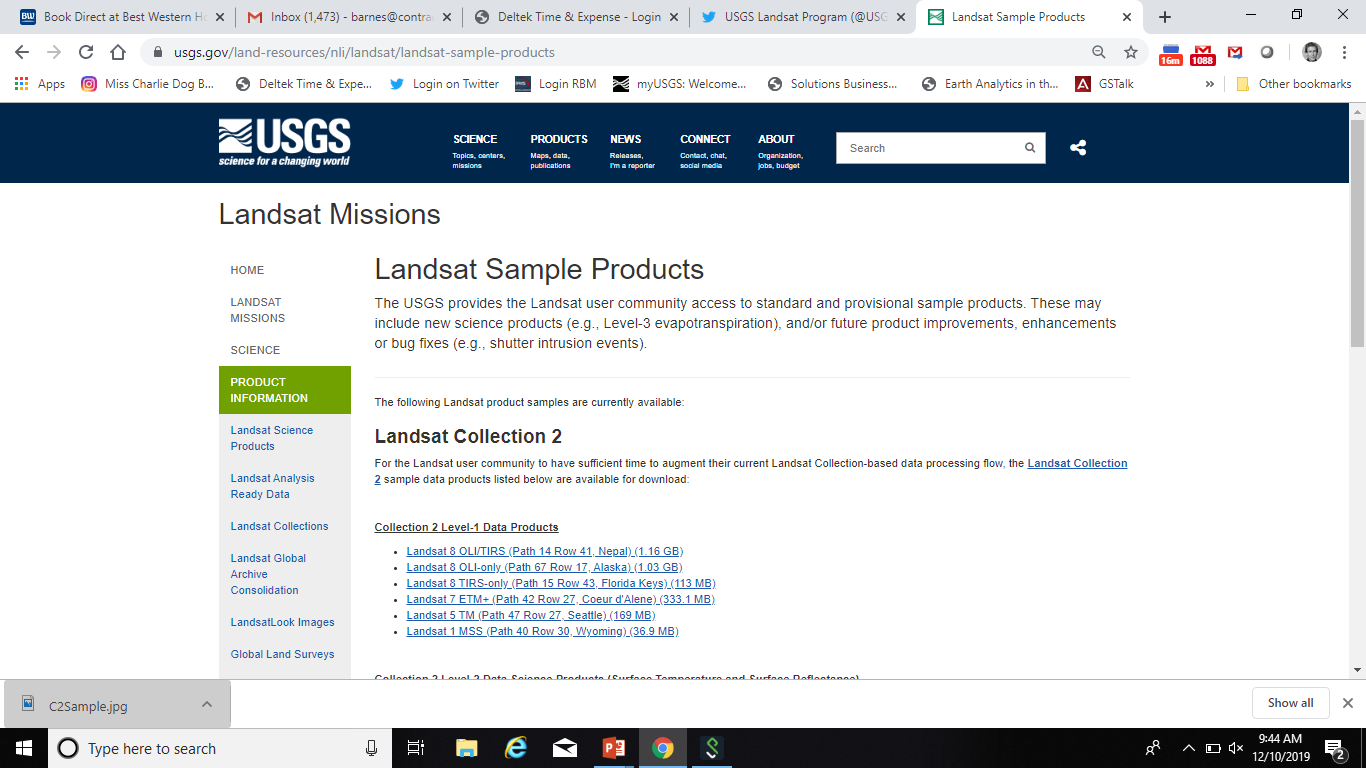 Book Direct at Best Western Ho
Inbox (1,473) - barnes@contra
Deltek Time & Expense - Login
USGS Landsat Program (@USG
Landsat Sample Products
usgs.gov/land-resources/nli/landsat/landsat-sample-products
16m
1088
Apps
Miss Charlie Dog B...
Deltek Time & Expe...
Login on Twitter
Login RBM
myUSGS: Welcome...
Solutions Business...
Earth Analytics in th...
GSTalk
»
Other bookmarks
USGS
science for a changing world
SCIENCE
Topics, centers,
missions
PRODUCTS
Maps, data,
publications
NEWS
Releases,
I'm a reporter
CONNECT
Contact, chat,
social media
ABOUT
Organization,
jobs, budget
Search
Landsat Missions
HOME
LANDSAT
MISSIONS
SCIENCE
PRODUCT
INFORMATION
Landsat Science
Products
Landsat Analysis
Ready Data
Landsat Collections
Landsat Global
Archive
Consolidation
LandsatLook Images
Global Land Surveys
Landsat Sample Products
The USGS provides the Landsat user community access to standard and provisional sample products. These may
include new science products (e.g., Level-3 evapotranspiration), and/or future product improvements, enhancements
or bug fixes (e.g., shutter intrusion events).
The following Landsat product samples are currently available:
Landsat Collection 2
For the Landsat user community to have sufficient time to augment their current Landsat Collection-based data processing flow, the Landsat Collection
2 sample data products listed below are available for download:
Collection 2 Level-1 Data Products
• Landsat 8 OLI/TIRS (Path 14 Row 41, Nepal) (1.16 GB)
• Landsat 8 OLI-only (Path 67 Row 17, Alaska) (1.03 GB)
• Landsat 8 TIRS-only (Path 15 Row 43, Florida Keys) (113 MB)
• Landsat 7 ETM+ (Path 42 Row 27, Coeur d'Alene) (333.1 MB)
• Landsat 5 TM (Path 47 Row 27, Seattle) (169 MB)
• Landsat 1 MSS (Path 40 Row 30, Wyoming) (36.9 MB)
Collection 2 Level-2 Data Science Products (Surface Temperature and Surface Reflectance)
C2Sample.jpg
Show all
Type here to search
9:44 AM
12/10/2019
2